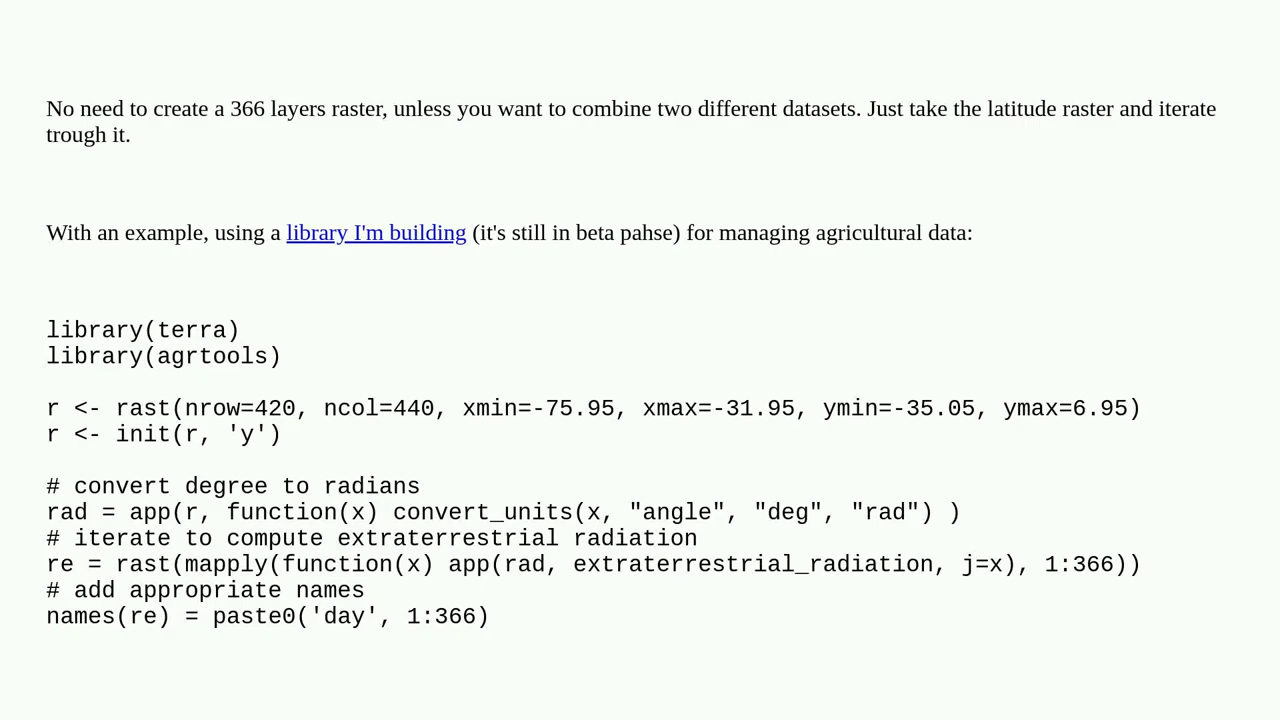 No need to create a 366 layers raster, unless you want to combine two different datasets. Just take the latitude raster and iterate
trough it.
With an example, using a library I'm building (it's still in beta pahse) for managing agricultural data:
library(terra)
library(agrtools)
r <- rast(nrow=420, ncol=440, xmin=-75.95, xmax=-31.95, ymin=-35.05, ymax=6.95)
r <- init(r, 'y')
# convert degree to radians
rad = app(r, function(x) convert_units(x, "angle", "deg", "rad") )
# iterate to compute extraterrestrial radiation
re = rast(mapply(function(x) app(rad, extraterrestrial_radiation, j=x), 1:366))
# add appropriate names
names(re) = paste0('day', 1:366)